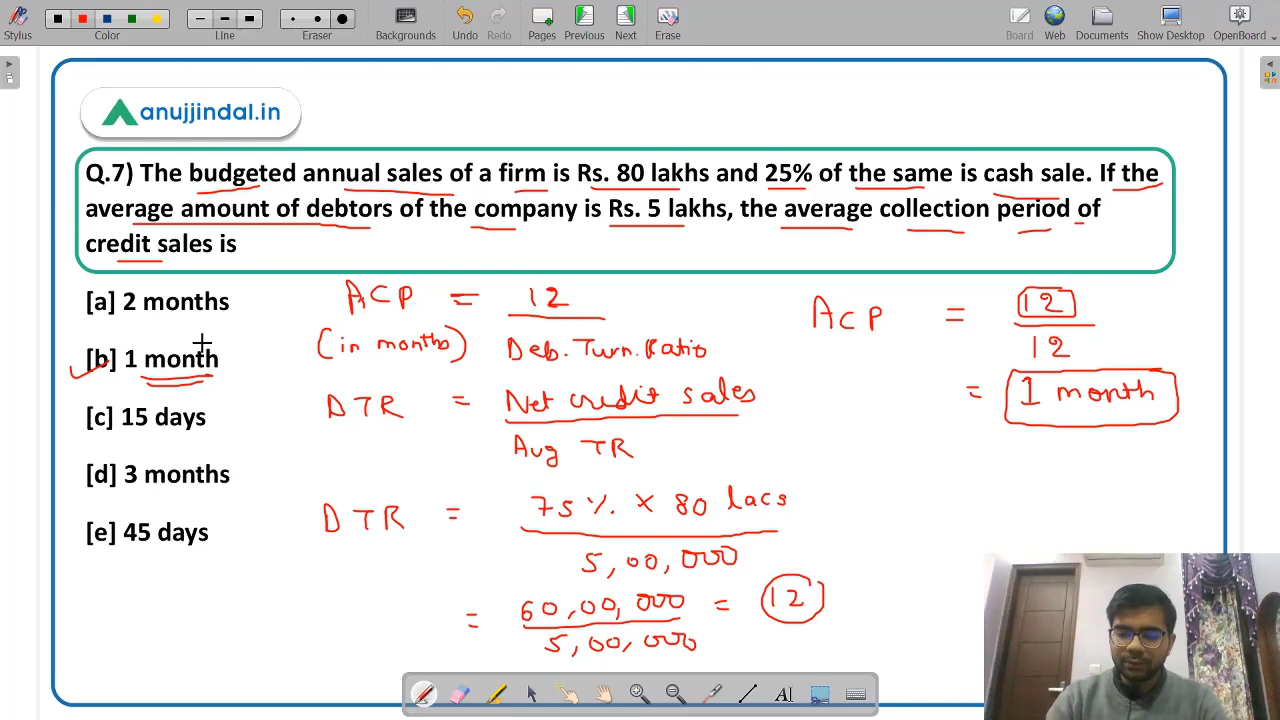 Stylus
Color
Line
Eraser
Backgrounds
Undo
Redo
Pages
Previous
Next
Erase
Board
Web
Documents
Show Desktop
OpenBoard
anujjindal.in
Q.7) The budgeted annual sales of a firm is Rs. 80 lakhs and 25% of the same is cash sale. If the
average amount of debtors of the company is Rs. 5 lakhs, the average collection period of
credit sales is
[a] 2 months
[b] 1 month
[c] 15 days
[d] 3 months
[e] 45 days
ACP = 12
(in months) Deb. Turn. Ratio
DTR = Net credit sales
Avg TR
DTR = 75 % × 80 lacs
5,00,000
= 60,00,000 = 12
5,00,000
ACP = 12
12
= 1 month